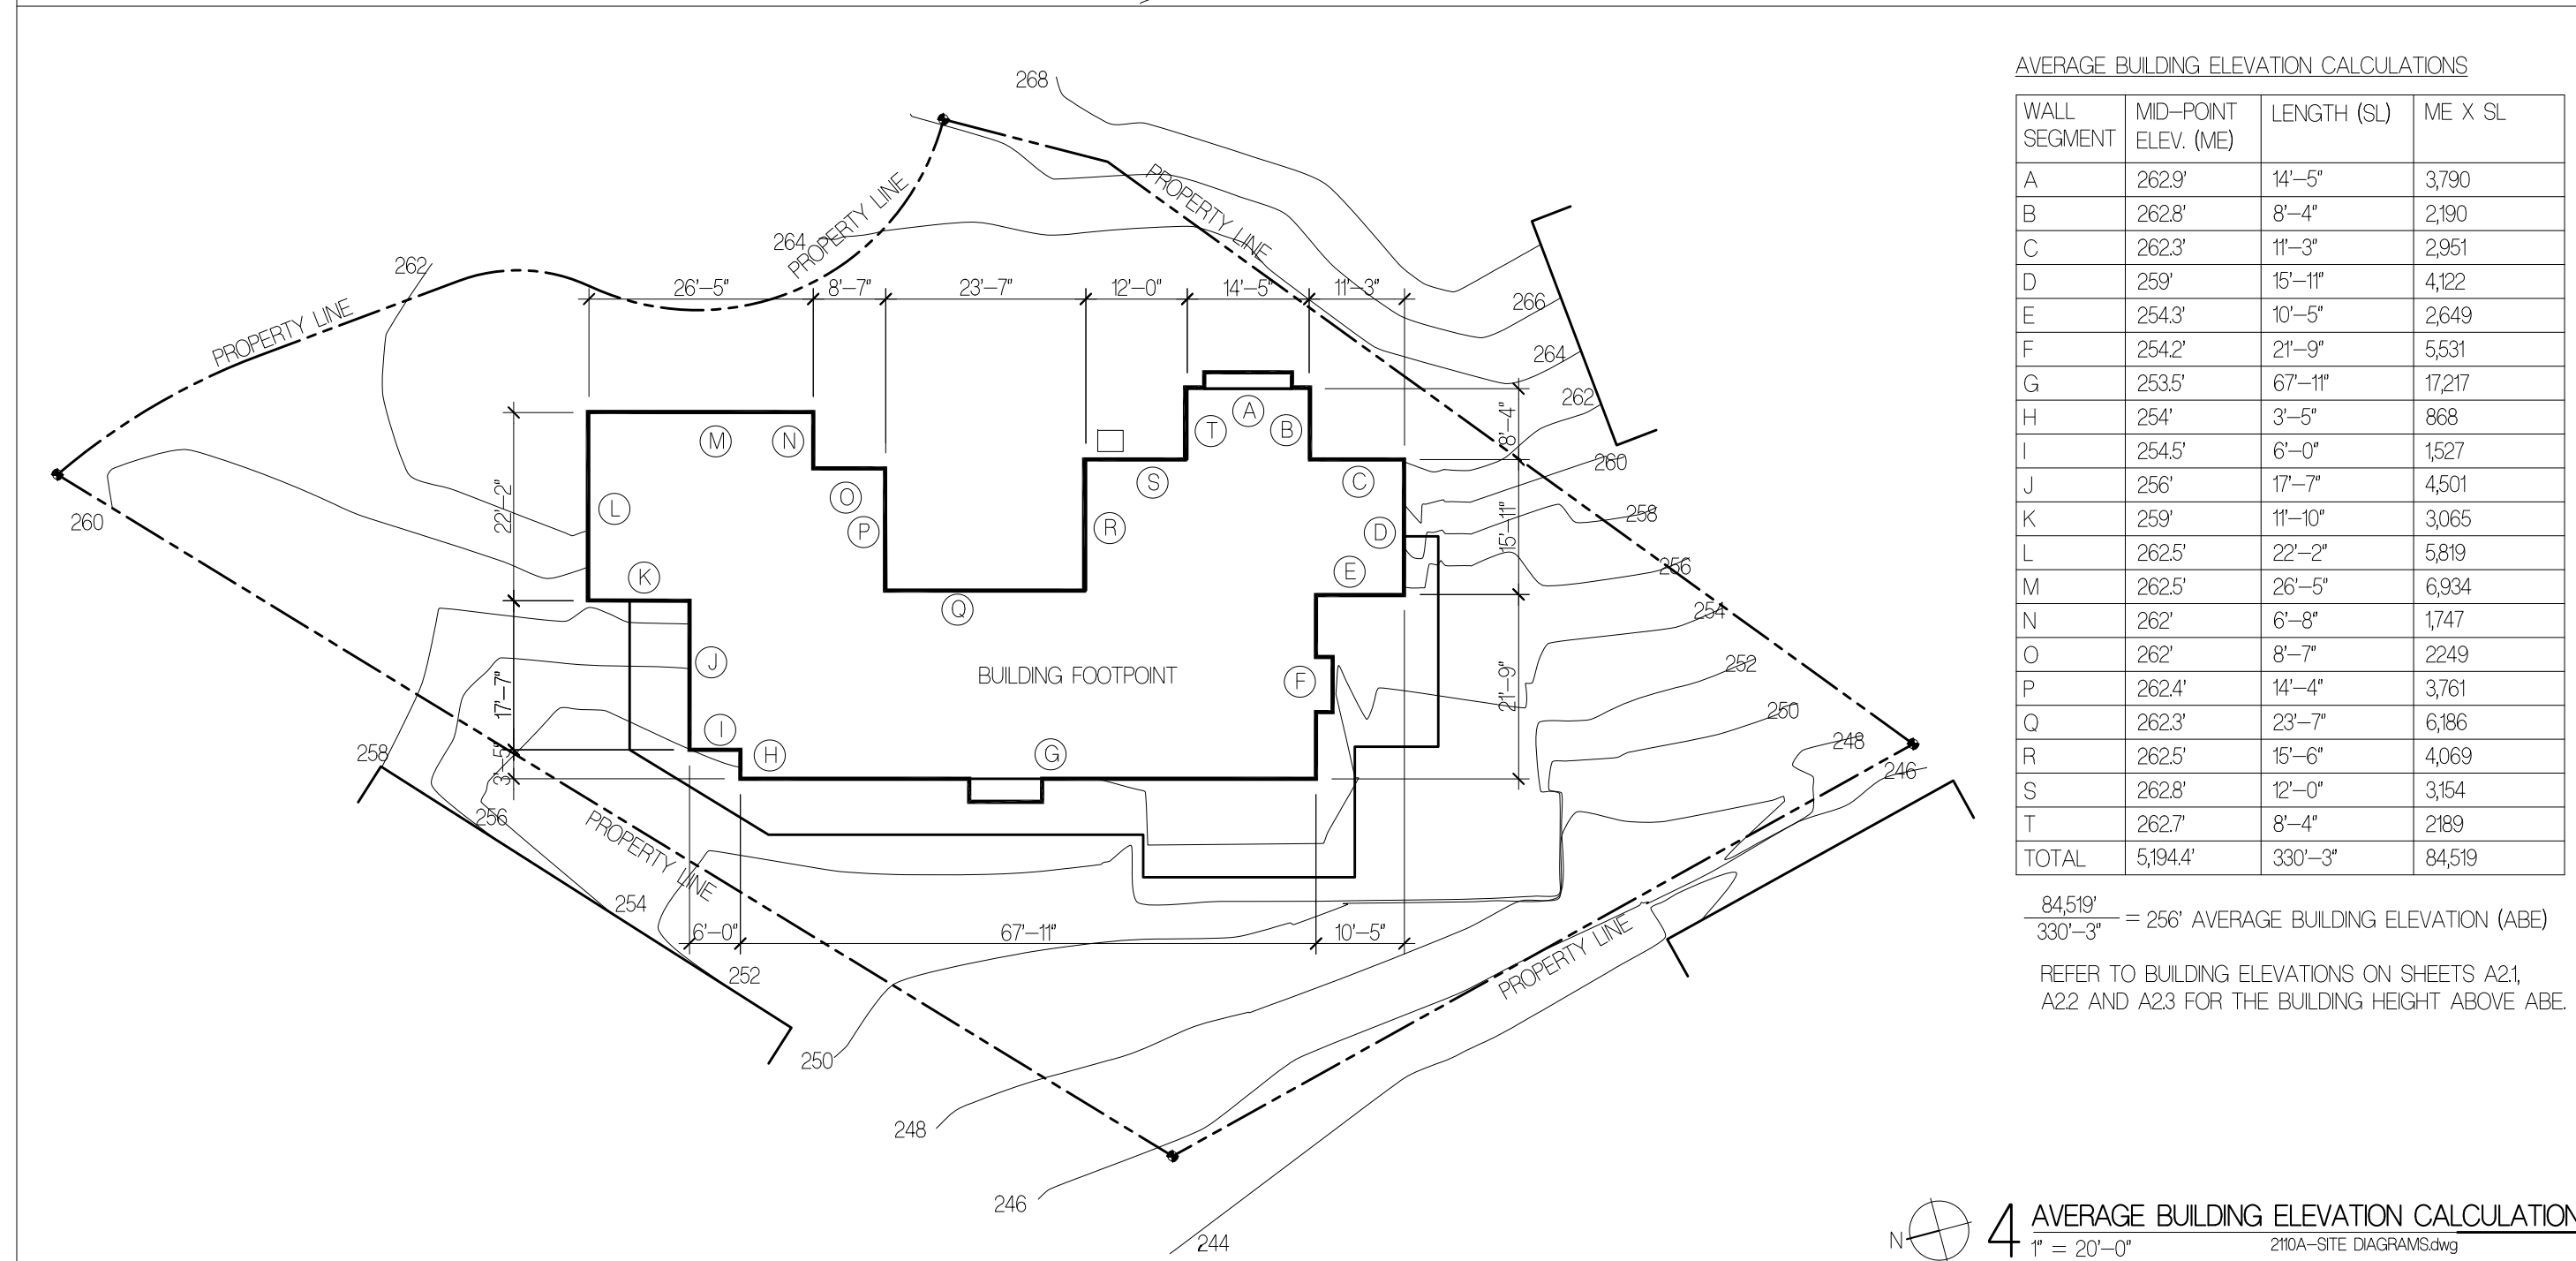 268
264
262
PROPERTY LINE
PROPERTY LINE
PROPERTY LINE
26'-5" 8'-7" 23'-7" 12'-0" 14'-5" 11'-3"
266
264
262
260
258
256
254
252
250
248
246
22'-2"
17'-7"
3'-5"
8'-4"
15'-11"
21'-9"
M N O P L K J I H G Q R S T A B C D E F
BUILDING FOOTPOINT
260
258
256
254
252
250
248
246
244
PROPERTY LINE
PROPERTY LINE
6'-0" 67'-11" 10'-5"
AVERAGE BUILDING ELEVATION CALCULATIONS
WALL SEGMENT MID-POINT ELEV. (ME) LENGTH (SL) ME X SL
A 262.9' 14'-5" 3,790
B 262.8' 8'-4" 2,190
C 262.3' 11'-3" 2,951
D 259' 15'-11" 4,122
E 254.3' 10'-5" 2,649
F 254.2' 21'-9" 5,531
G 253.5' 67'-11" 17,217
H 254' 3'-5" 868
I 254.5' 6'-0" 1,527
J 256' 17'-7" 4,501
K 259' 11'-10" 3,065
L 262.5' 22'-2" 5,819
M 262.5' 26'-5" 6,934
N 262' 6'-8" 1,747
O 262' 8'-7" 2249
P 262.4' 14'-4" 3,761
Q 262.3' 23'-7" 6,186
R 262.5' 15'-6" 4,069
S 262.8' 12'-0" 3,154
T 262.7' 8'-4" 2189
TOTAL 5,194.4' 330'-3" 84,519
84,519'
330'-3"
= 256' AVERAGE BUILDING ELEVATION (ABE)
REFER TO BUILDING ELEVATIONS ON SHEETS A2.1,
A2.2 AND A2.3 FOR THE BUILDING HEIGHT ABOVE ABE.
N
4 AVERAGE BUILDING ELEVATION CALCULATION
1" = 20'-0" 2110A-SITE DIAGRAMS.dwg